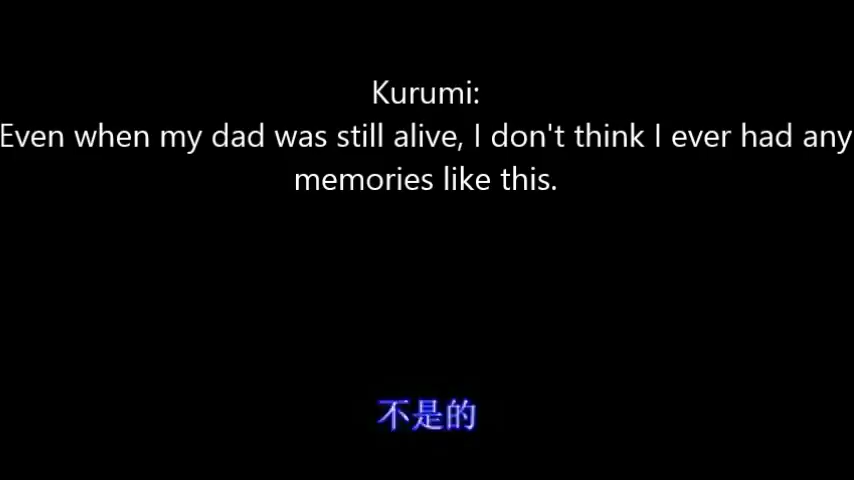 Kurumi:
Even when my dad was still alive, I don't think I ever had any
memories like this.
不是的